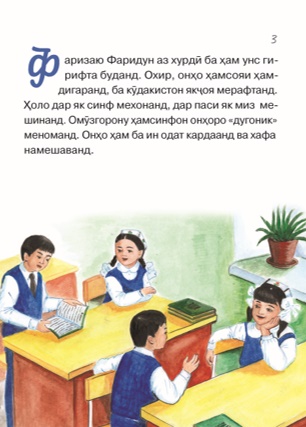 3
Фаризаю Фаридун аз хурдӣ ба ҳам унс ги-
рифта буданд. Охир, онҳо ҳамсояи ҳам-
дигаранд, ба кӯдакистон якҷоя мерафтанд.
Ҳоло дар як синф мехонанд, дар паси як миз ме-
шинанд. Омӯзгорону ҳамсинфон онҳоро «дугоник»
меноманд. Онҳо ҳам ба ин одат кардаанд ва хафа
намешаванд.